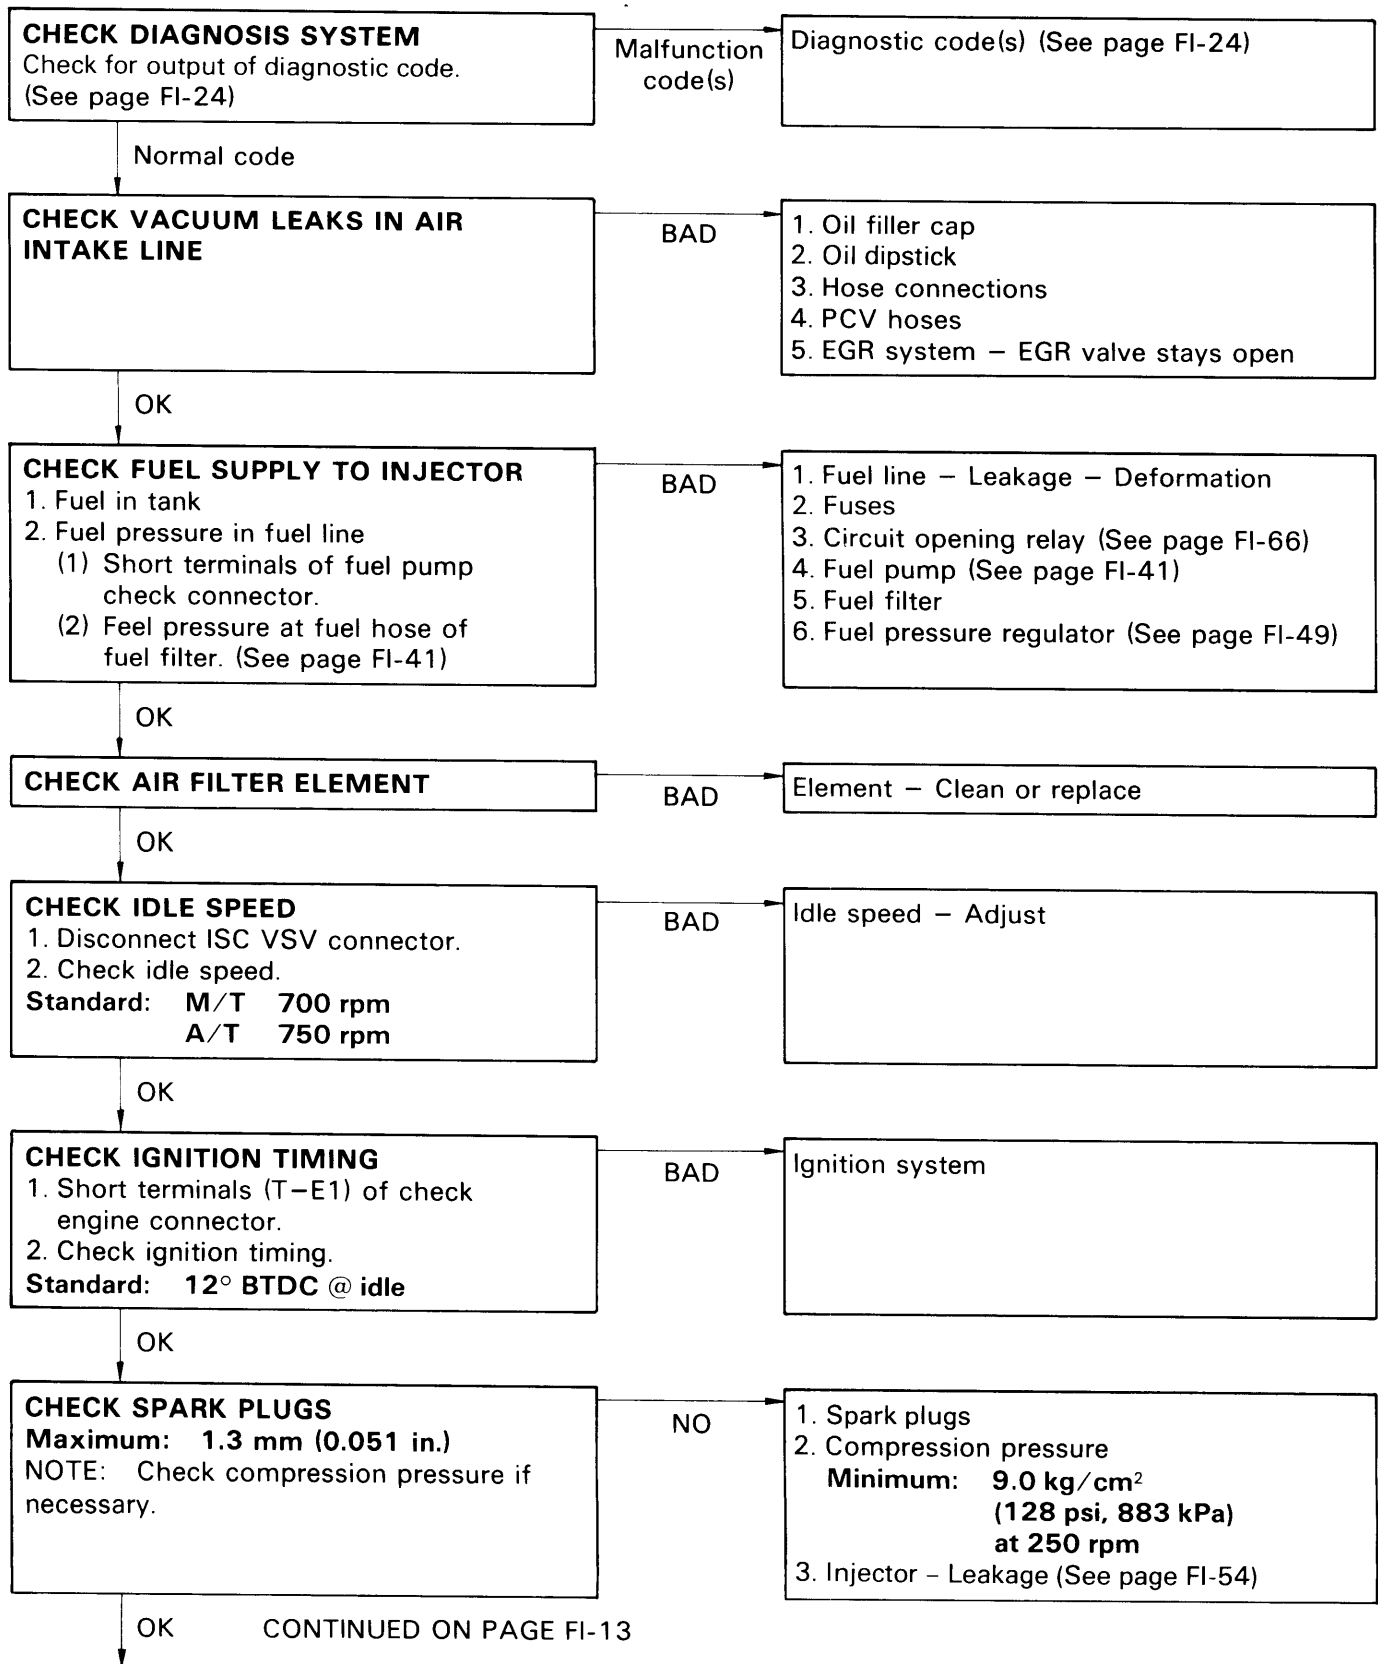 CHECK DIAGNOSIS SYSTEM
Check for output of diagnostic code.
(See page FI-24)
Malfunction
code(s)
Diagnostic code(s) (See page FI-24)
Normal code
CHECK VACUUM LEAKS IN AIR
INTAKE LINE
BAD
1. Oil filler cap
2. Oil dipstick
3. Hose connections
4. PCV hoses
5. EGR system – EGR valve stays open
OK
CHECK FUEL SUPPLY TO INJECTOR
1. Fuel in tank
2. Fuel pressure in fuel line
(1) Short terminals of fuel pump
check connector.
(2) Feel pressure at fuel hose of
fuel filter. (See page FI-41)
BAD
1. Fuel line – Leakage – Deformation
2. Fuses
3. Circuit opening relay (See page FI-66)
4. Fuel pump (See page FI-41)
5. Fuel filter
6. Fuel pressure regulator (See page FI-49)
OK
CHECK AIR FILTER ELEMENT
BAD
Element – Clean or replace
OK
CHECK IDLE SPEED
1. Disconnect ISC VSV connector.
2. Check idle speed.
Standard: M/T 700 rpm
A/T 750 rpm
BAD
Idle speed – Adjust
OK
CHECK IGNITION TIMING
1. Short terminals (T–E1) of check
engine connector.
2. Check ignition timing.
Standard: 12° BTDC @ idle
BAD
Ignition system
OK
CHECK SPARK PLUGS
Maximum: 1.3 mm (0.051 in.)
NOTE: Check compression pressure if
necessary.
NO
1. Spark plugs
2. Compression pressure
Minimum: 9.0 kg/cm²
(128 psi, 883 kPa)
at 250 rpm
3. Injector – Leakage (See page FI-54)
OK CONTINUED ON PAGE FI-13